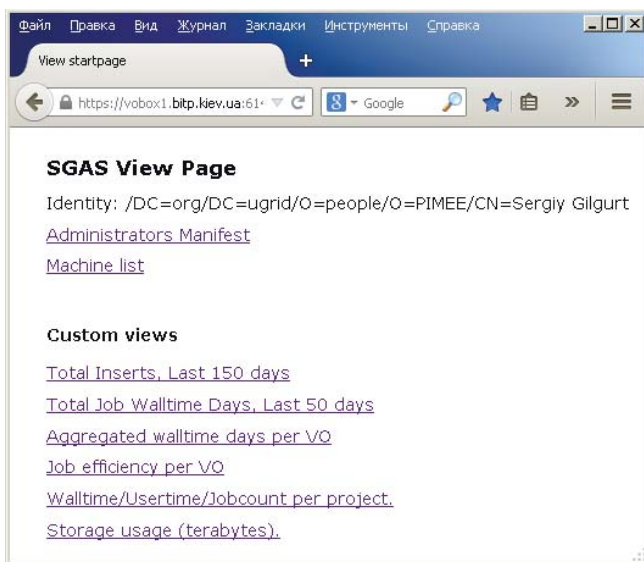 Файл Правка Вид Журнал Закладки Инструменты Справка
View startpage
https://vobox1.bitp.kiev.ua:61 Google
SGAS View Page
Identity: /DC=org/DC=ugrid/O=people/O=PIMEE/CN=Sergiy Gilgurt
Administrators Manifest
Machine list
Custom views
Total Inserts, Last 150 days
Total Job Walltime Days, Last 50 days
Aggregated walltime days per VO
Job efficiency per VO
Walltime/Usertime/Jobcount per project.
Storage usage (terabytes).